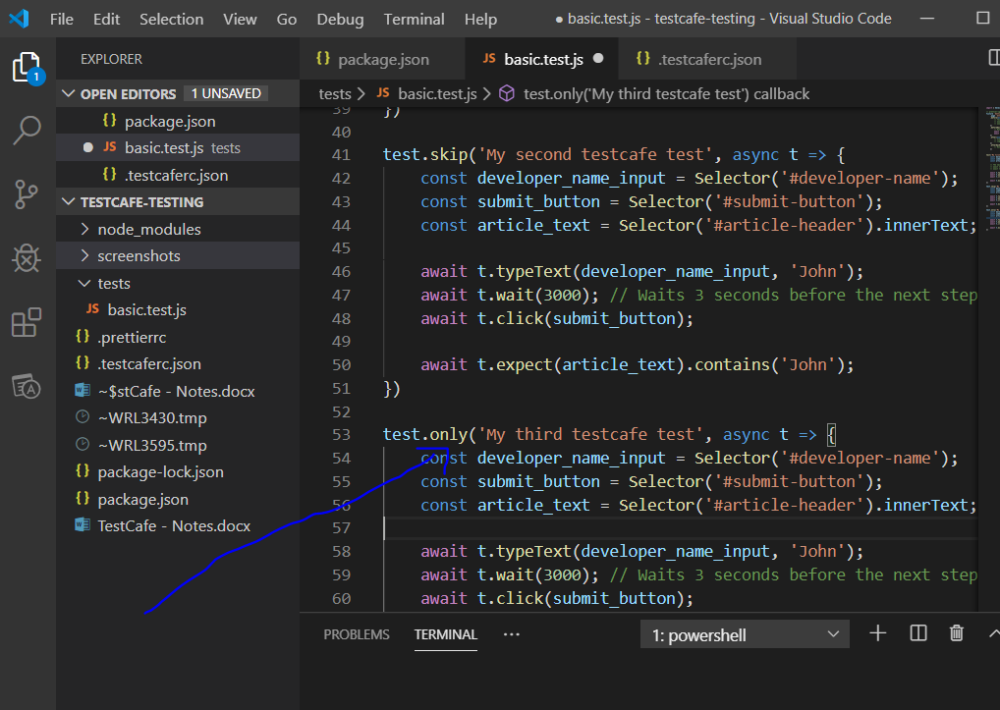 File Edit Selection View Go Debug Terminal Help ● basic.test.js - testcafe-testing - Visual Studio Code
EXPLORER
1
OPEN EDITORS 1 UNSAVED
{} package.json
JS basic.test.js tests
{} .testcaferc.json
TESTCAFE-TESTING
node_modules
screenshots
tests
JS basic.test.js
{} .prettierrc
{} .testcaferc.json
~$stCafe - Notes.docx
~WRL3430.tmp
~WRL3595.tmp
{} package-lock.json
{} package.json
TestCafe - Notes.docx
{} package.json JS basic.test.js ● {} .testcaferc.json
tests > JS basic.test.js > test.only('My third testcafe test') callback
39 })
40
41 test.skip('My second testcafe test', async t => {
42 const developer_name_input = Selector('#developer-name');
43 const submit_button = Selector('#submit-button');
44 const article_text = Selector('#article-header').innerText;
45
46 await t.typeText(developer_name_input, 'John');
47 await t.wait(3000); // Waits 3 seconds before the next step
48 await t.click(submit_button);
49
50 await t.expect(article_text).contains('John');
51 })
52
53 test.only('My third testcafe test', async t => {
54 const developer_name_input = Selector('#developer-name');
55 const submit_button = Selector('#submit-button');
56 const article_text = Selector('#article-header').innerText;
57
58 await t.typeText(developer_name_input, 'John');
59 await t.wait(3000); // Waits 3 seconds before the next step
60 await t.click(submit_button);
PROBLEMS TERMINAL ··· 1: powershell